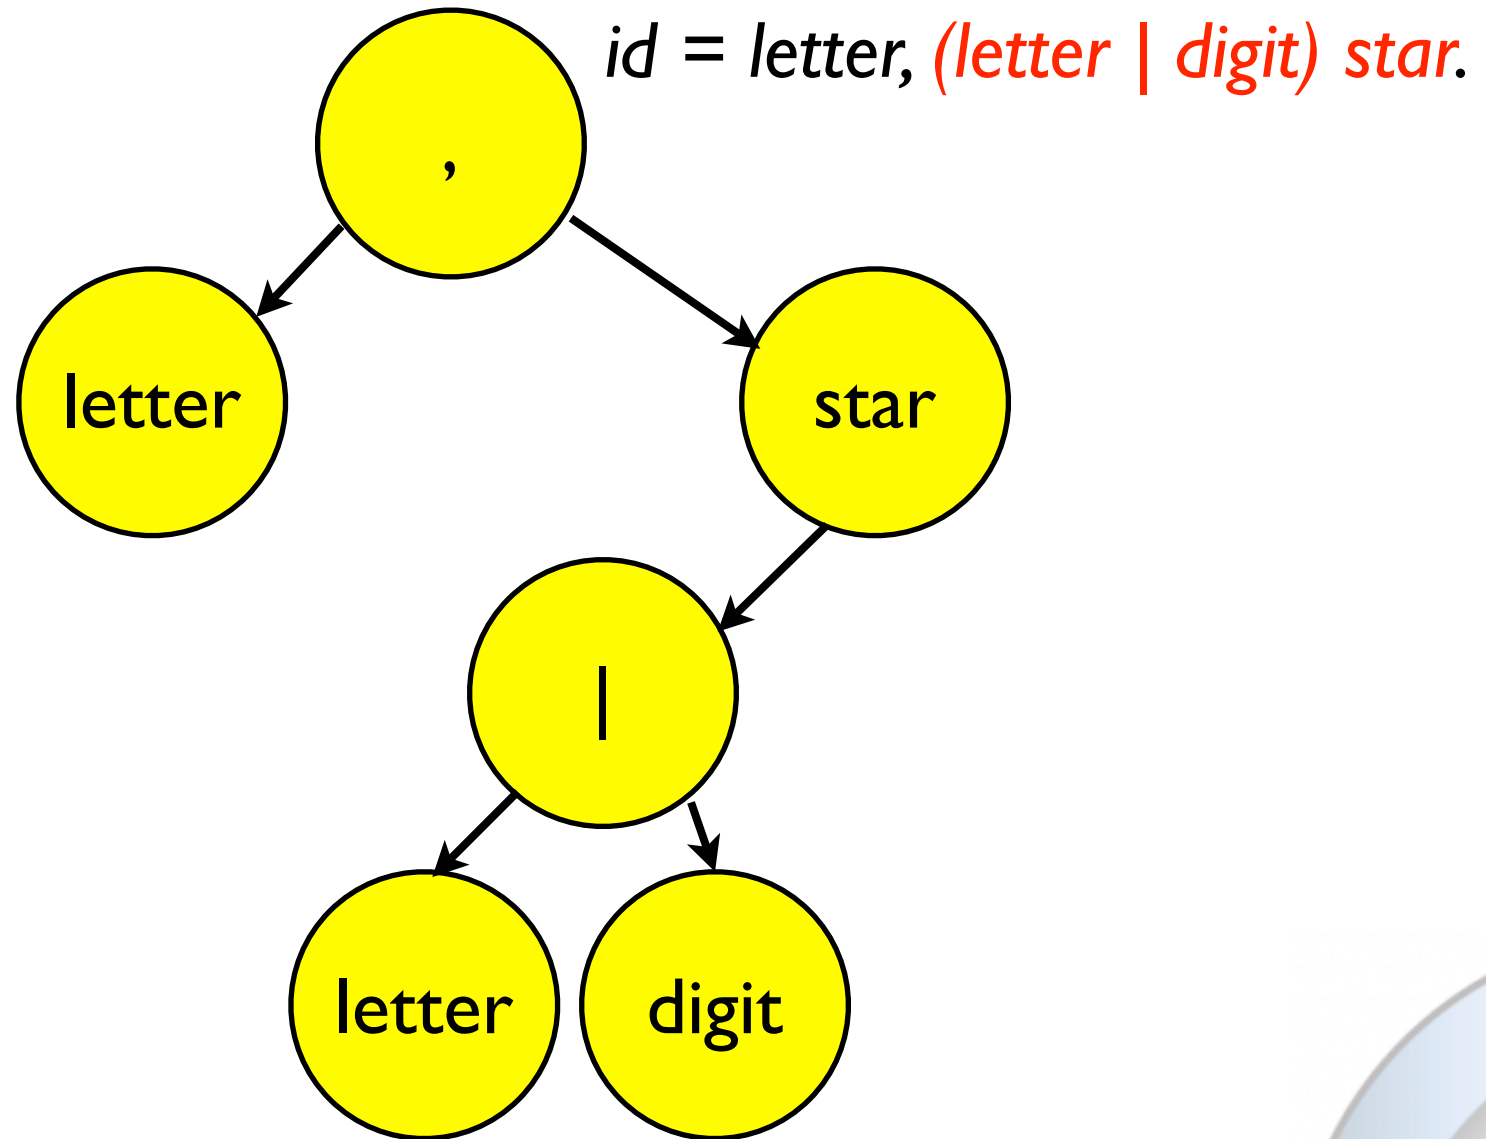 id = letter, (letter | digit) star.
,
letter
star
|
letter
digit